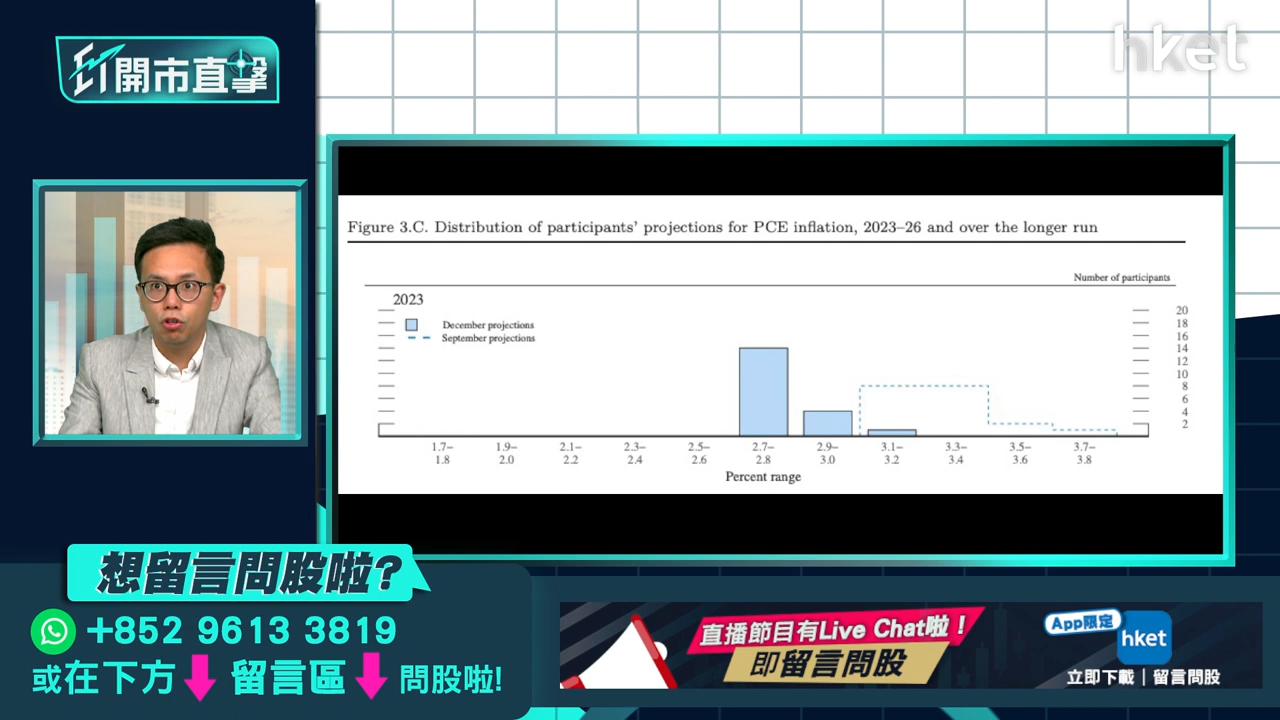 開市直擊
hket
Figure 3.C. Distribution of participants' projections for PCE inflation, 2023–26 and over the longer run
Number of participants
2023
December projections
September projections
20
18
16
14
12
10
8
6
4
2
1.7– 1.9– 2.1– 2.3– 2.5– 2.7– 2.9– 3.1– 3.3– 3.5– 3.7–
1.8 2.0 2.2 2.4 2.6 2.8 3.0 3.2 3.4 3.6 3.8
Percent range
想留言問股啦?
+852 9613 3819
或在下方 留言區 問股啦!
直播節目有Live Chat啦!
即留言問股
App限定
hket
立即下載|留言問股